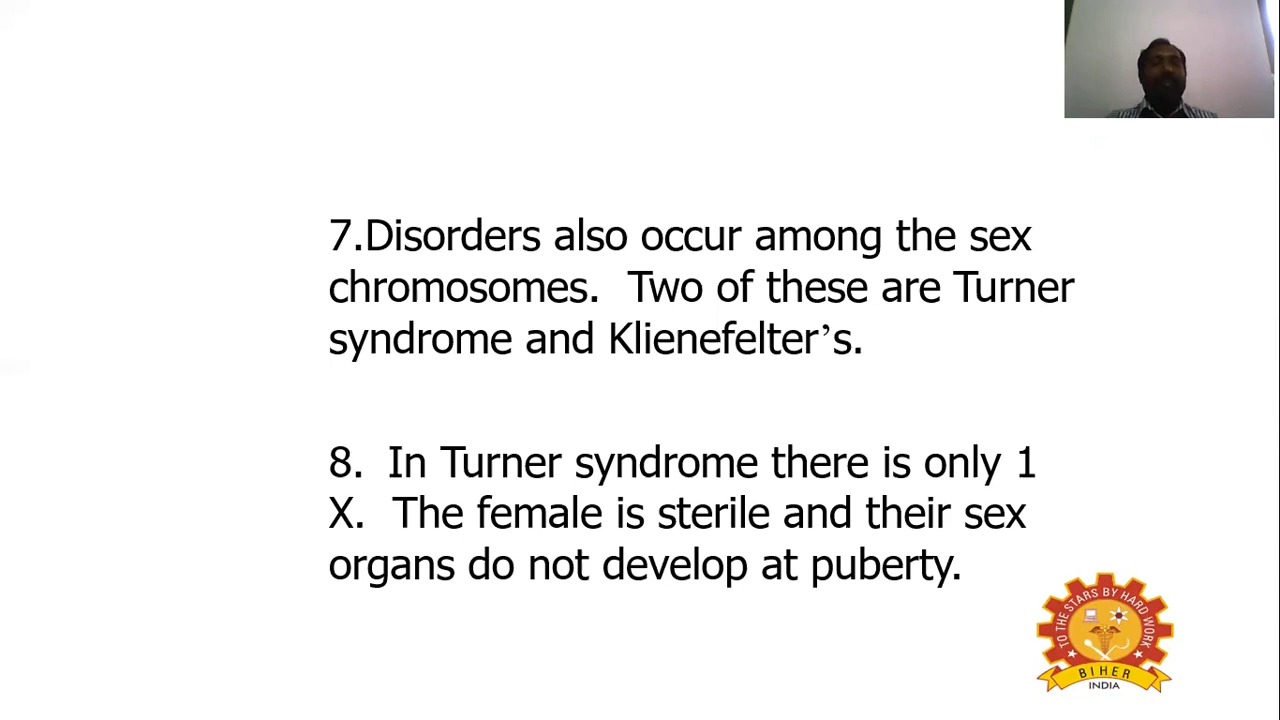 7.Disorders also occur among the sex
chromosomes.  Two of these are Turner
syndrome and Klienefelter’s.
8.  In Turner syndrome there is only 1
X.  The female is sterile and their sex
organs do not develop at puberty.
TO THE STARS BY HARD WORK
BIHER
INDIA